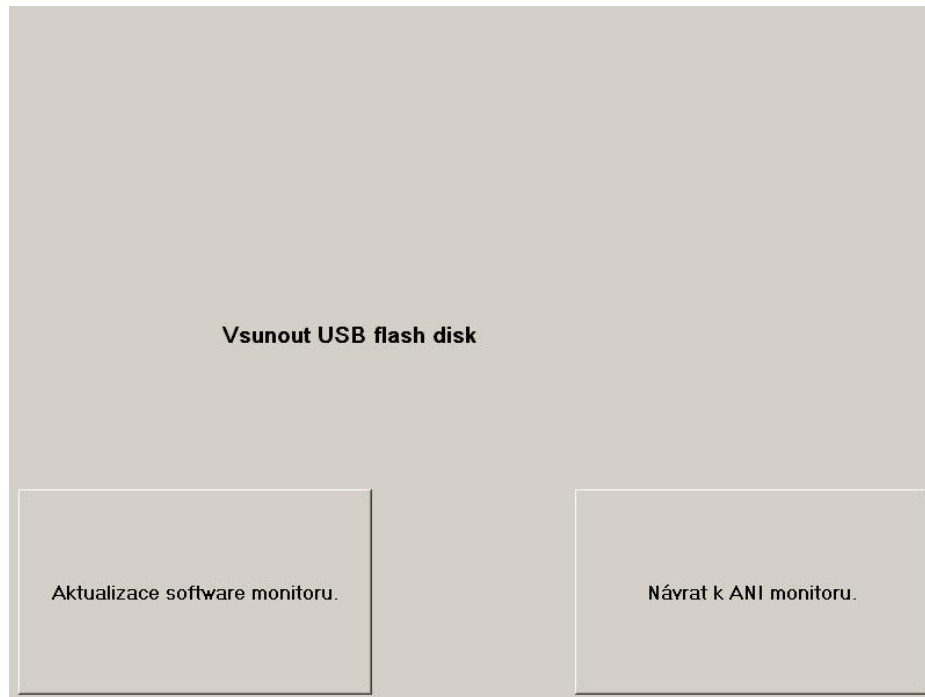 Vsunout USB flash disk
Aktualizace software monitoru.
Návrat k ANI monitoru.